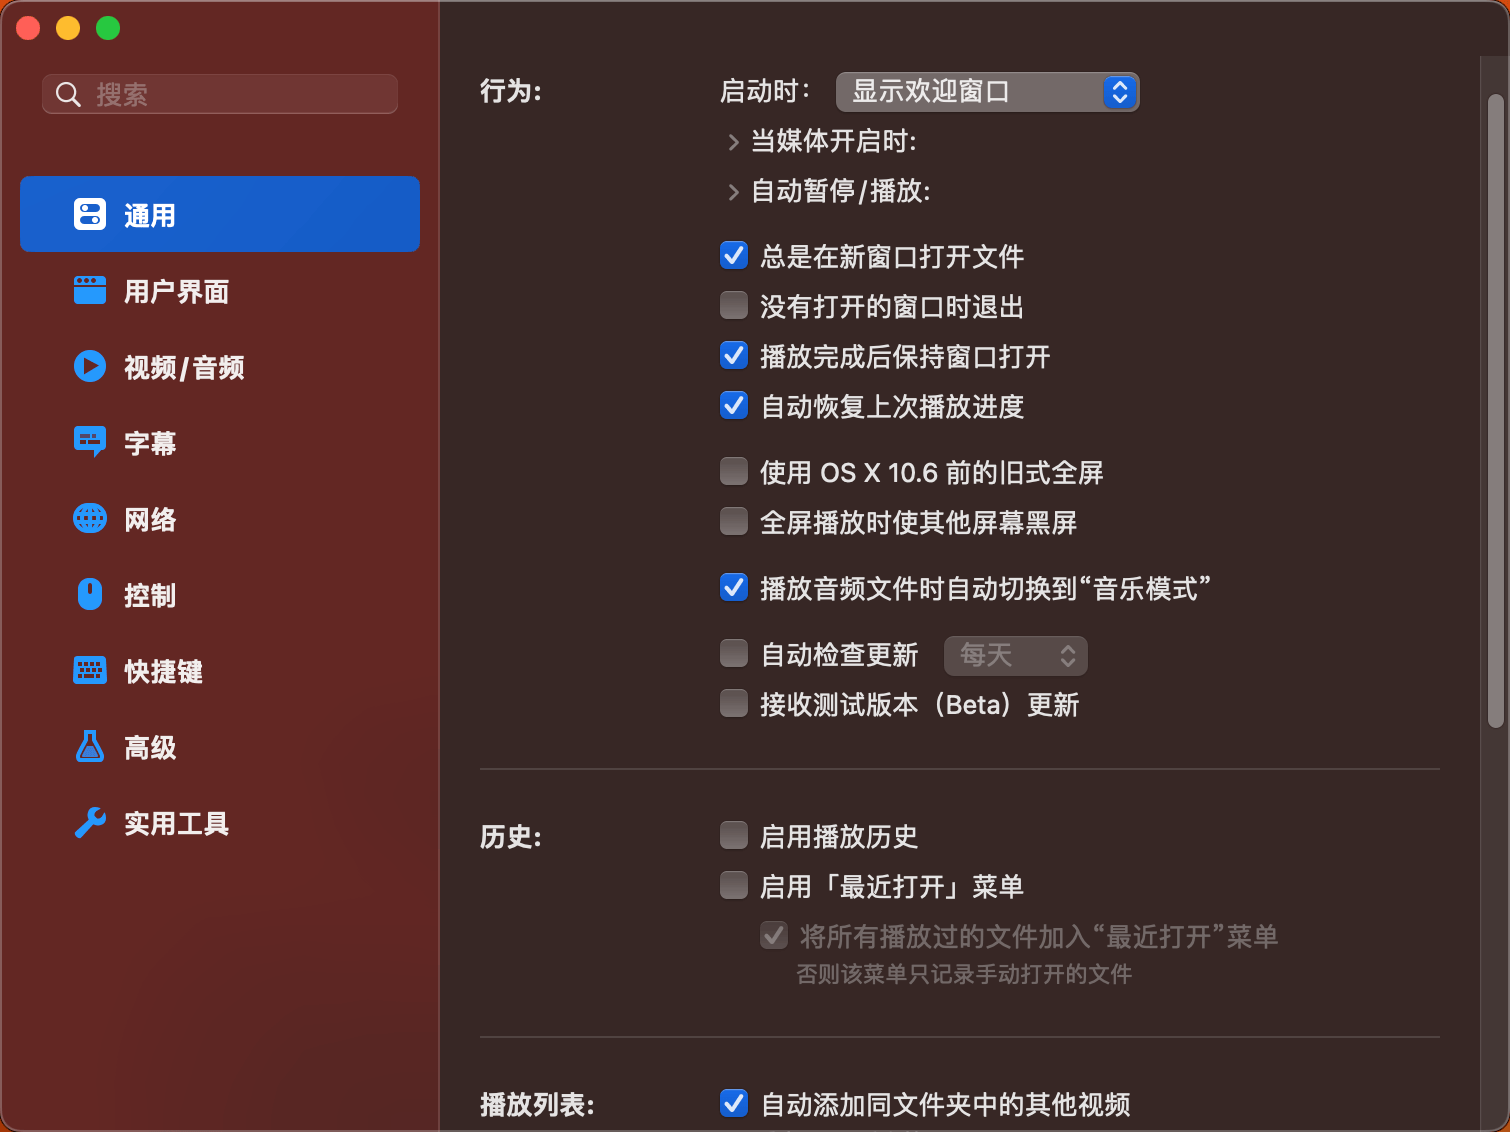 搜索
通用
用户界面
视频/音频
字幕
网络
控制
快捷键
高级
实用工具
行为:
启动时： 显示欢迎窗口
当媒体开启时:
自动暂停/播放:
总是在新窗口打开文件
没有打开的窗口时退出
播放完成后保持窗口打开
自动恢复上次播放进度
使用 OS X 10.6 前的旧式全屏
全屏播放时使其他屏幕黑屏
播放音频文件时自动切换到“音乐模式”
自动检查更新 每天
接收测试版本（Beta）更新
历史:
启用播放历史
启用「最近打开」菜单
将所有播放过的文件加入“最近打开”菜单
否则该菜单只记录手动打开的文件
播放列表:
自动添加同文件夹中的其他视频